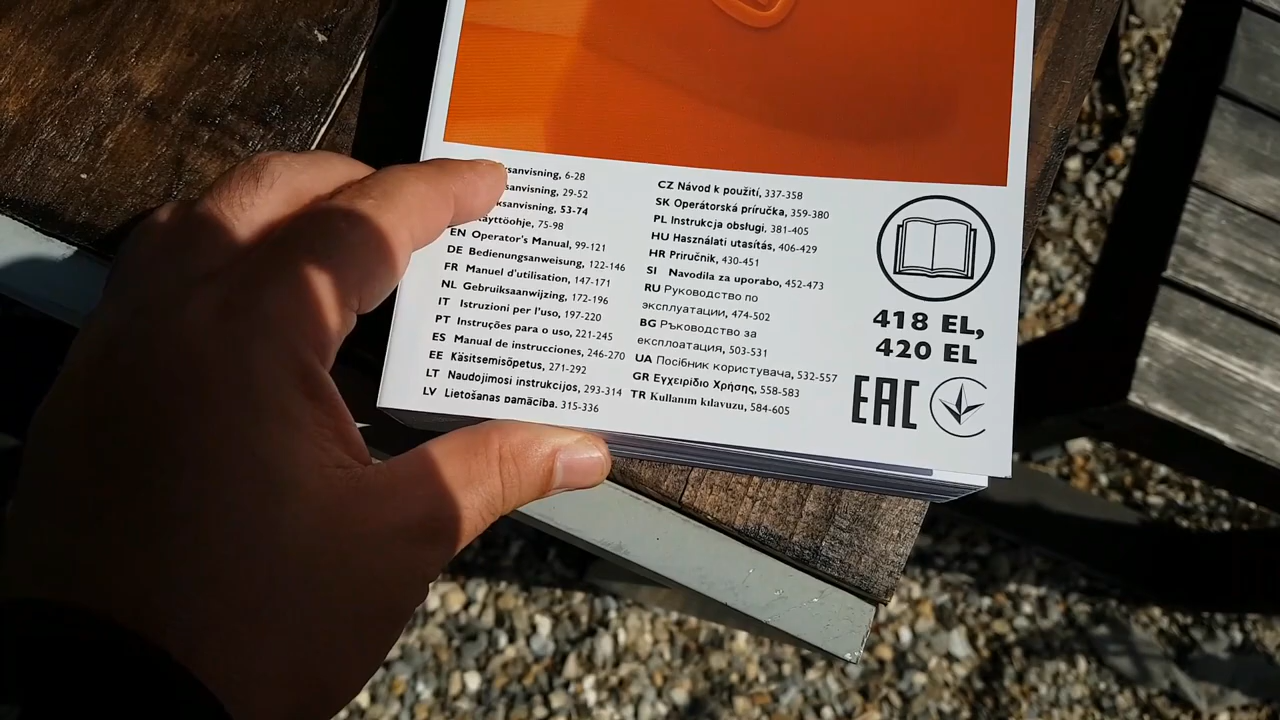 sanvisning, 6-28
sanvisning, 29-52
ksanvisning, 53-74
äyttöohje, 75-98
EN Operator's Manual, 99-121
DE Bedienungsanweisung, 122-146
FR Manuel d'utilisation, 147-171
NL Gebruiksaanwijzing, 172-196
IT Istruzioni per l'uso, 197-220
PT Instruções para o uso, 221-245
ES Manual de instrucciones, 246-270
EE Käsitsemisõpetus, 271-292
LT Naudojimosi instrukcijos, 293-314
LV Lietošanas pamācība, 315-336
CZ Návod k použití, 337-358
SK Operátorská príručka, 359-380
PL Instrukcja obsługi, 381-405
HU Használati utasítás, 406-429
HR Priručnik, 430-451
SI Navodila za uporabo, 452-473
RU Руководство по
эксплуатации, 474-502
BG Ръководство за
експлоатация, 503-531
UA Посібник користувача, 532-557
GR Εγχειρίδιο Χρήσης, 558-583
TR Kullanım kılavuzu, 584-605
418 EL,
420 EL
EAC